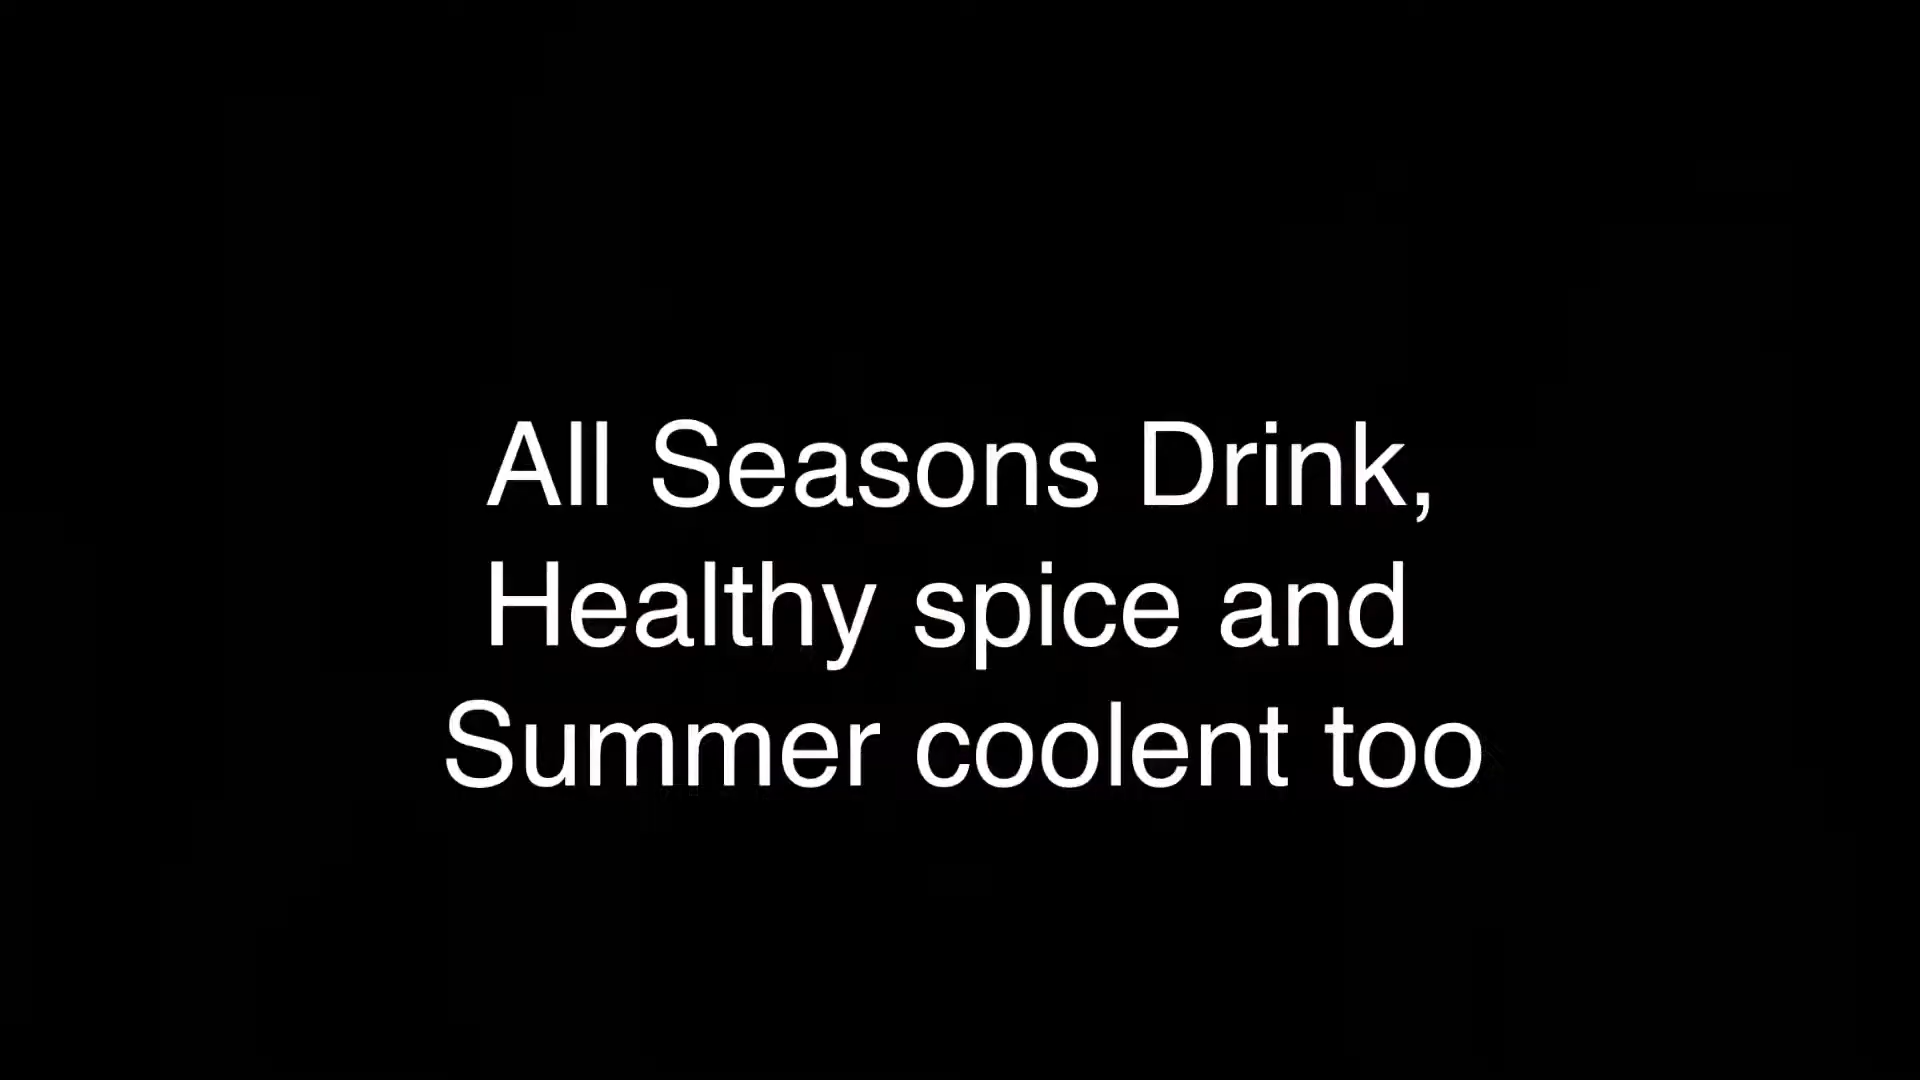 All Seasons Drink,
Healthy spice and
Summer coolent too